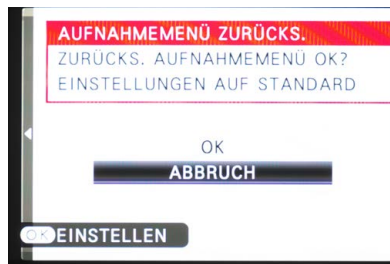 AUFNAHMEMENÜ ZURÜCKS.
ZURÜCKS. AUFNAHMEMENÜ OK?
EINSTELLUNGEN AUF STANDARD
OK
ABBRUCH
OK EINSTELLEN